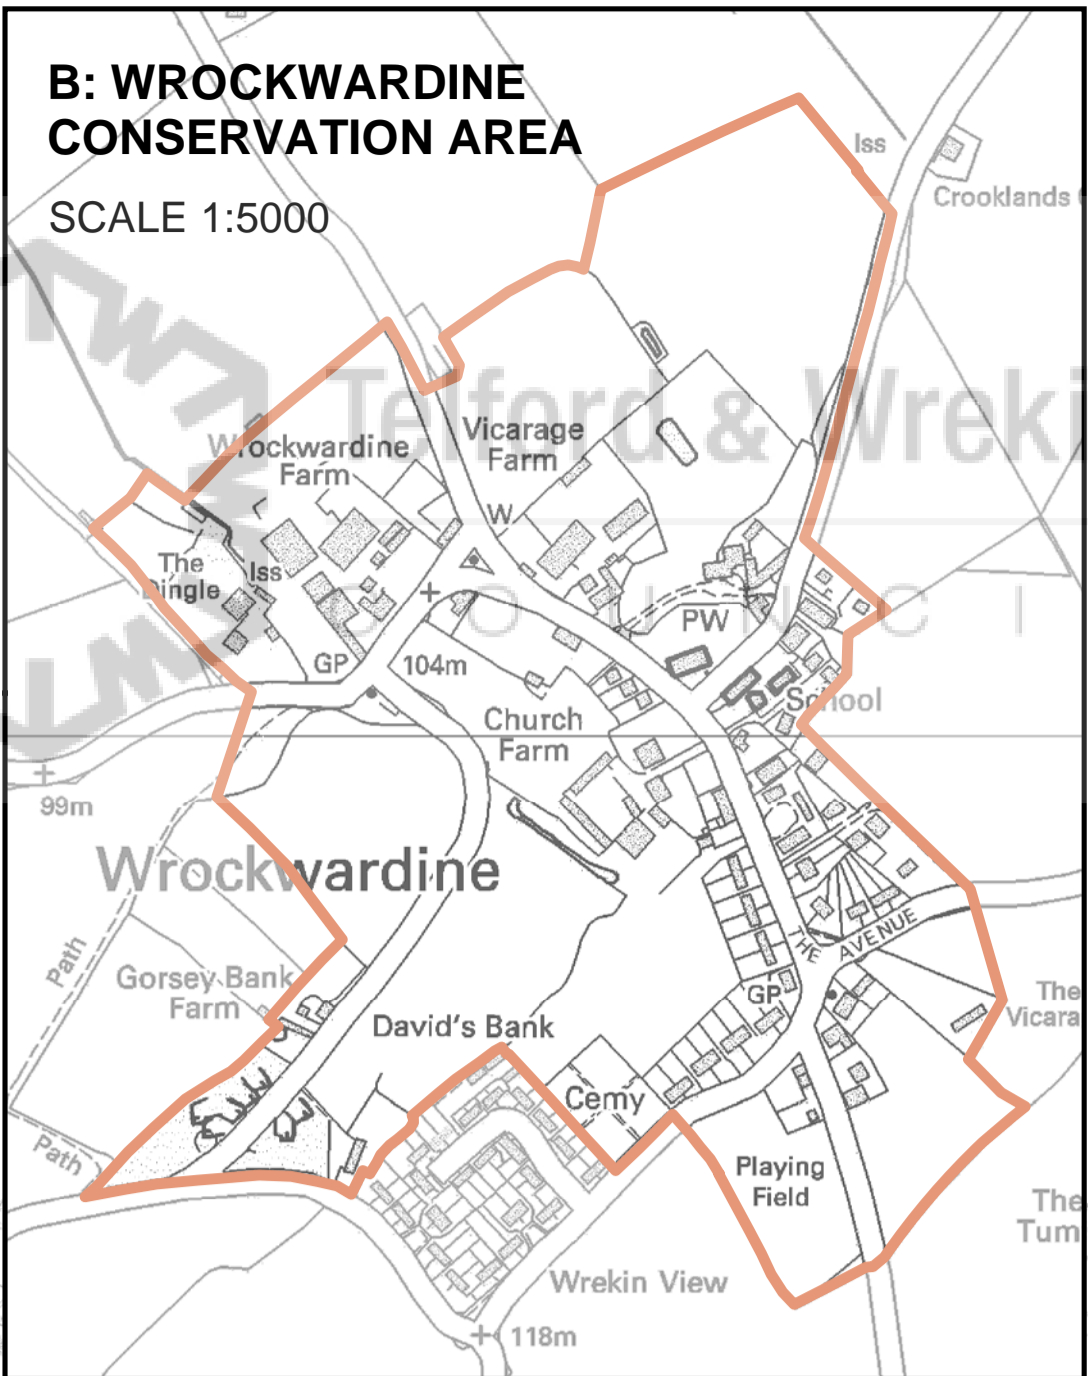 B: WROCKWARDINE
CONSERVATION AREA
SCALE 1:5000
Iss
Crooklands
Telford & Wreki
COUNCI
Wrockwardine
Farm
Vicarage
Farm
W
The
Dingle
Iss
GP
104m
PW
School
Church
Farm
99m
Wrockwardine
Path
Gorsey Bank
Farm
THE AVENUE
GP
The
Vicara
David's Bank
Cemy
Path
Playing
Field
The
Tum
Wrekin View
118m